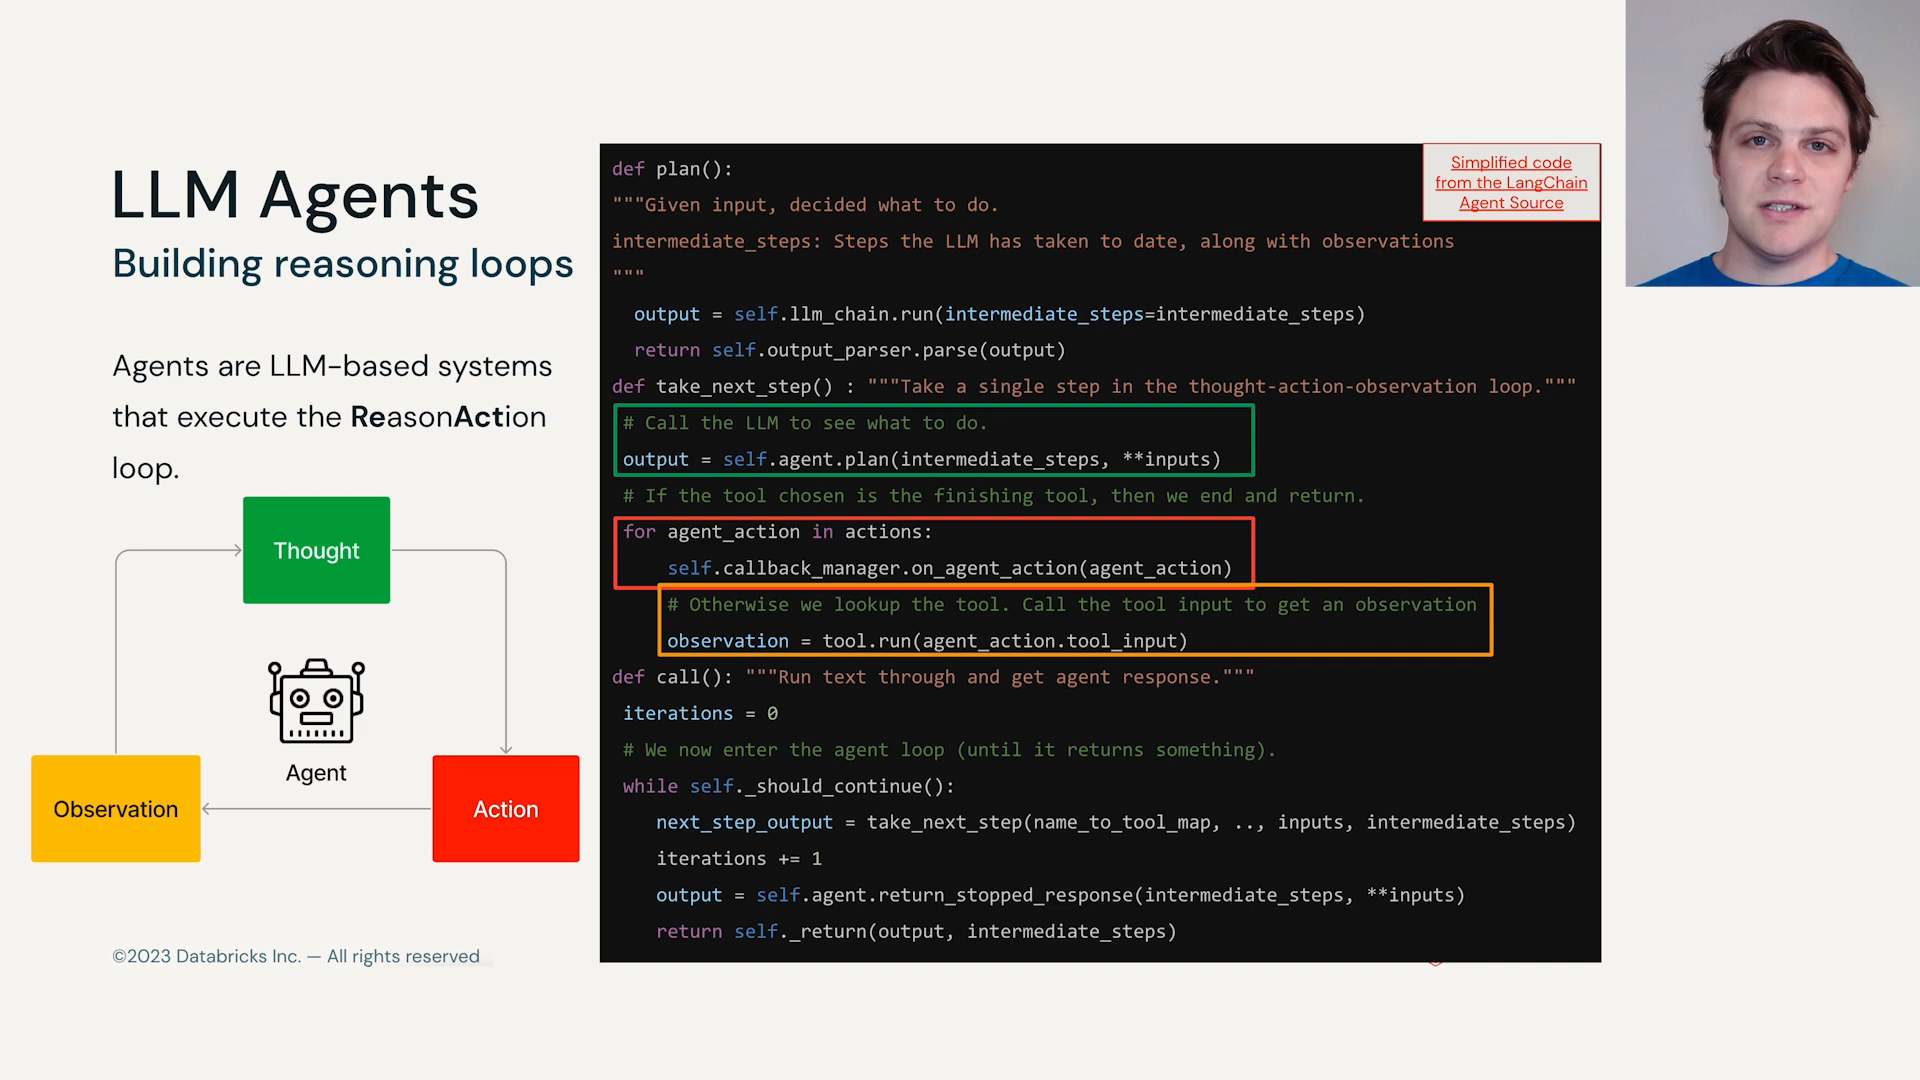 LLM Agents
Building reasoning loops
Agents are LLM-based systems
that execute the ReasonAction
loop.
Thought
Agent
Observation
Action
©2023 Databricks Inc. — All rights reserved
Simplified code
from the LangChain
Agent Source
def plan():
"""Given input, decided what to do.
intermediate_steps: Steps the LLM has taken to date, along with observations
"""
output = self.llm_chain.run(intermediate_steps=intermediate_steps)
return self.output_parser.parse(output)
def take_next_step() : """Take a single step in the thought-action-observation loop."""
# Call the LLM to see what to do.
output = self.agent.plan(intermediate_steps, **inputs)
# If the tool chosen is the finishing tool, then we end and return.
for agent_action in actions:
self.callback_manager.on_agent_action(agent_action)
# Otherwise we lookup the tool. Call the tool input to get an observation
observation = tool.run(agent_action.tool_input)
def call(): """Run text through and get agent response."""
iterations = 0
# We now enter the agent loop (until it returns something).
while self._should_continue():
next_step_output = take_next_step(name_to_tool_map, .., inputs, intermediate_steps)
iterations += 1
output = self.agent.return_stopped_response(intermediate_steps, **inputs)
return self._return(output, intermediate_steps)